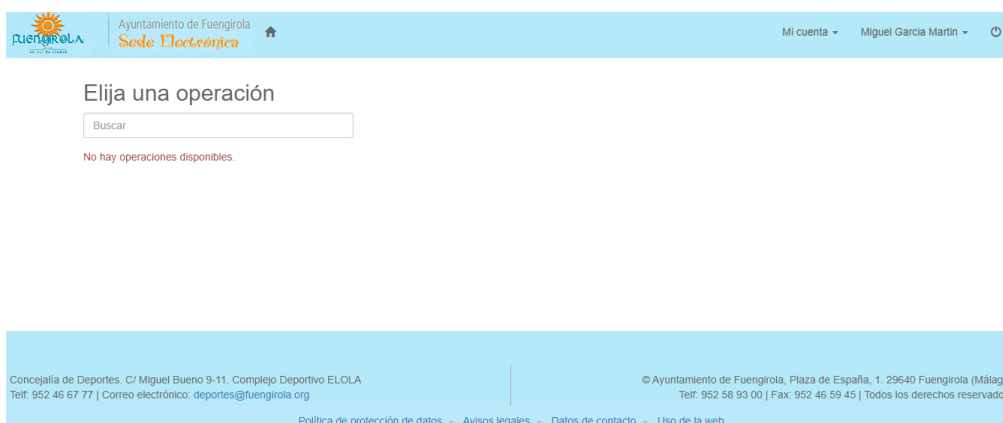 FUENGIROLA
Ayuntamiento de Fuengirola
Sede Electrónica
Mi cuenta
Miguel Garcia Martin
Elija una operación
Buscar
No hay operaciones disponibles.
Concejalía de Deportes. C/ Miguel Bueno 9-11. Complejo Deportivo ELOLA
Telf: 952 46 67 77 | Correo electrónico: deportes@fuengirola.org
© Ayuntamiento de Fuengirola, Plaza de España, 1. 29640 Fuengirola (Málag
Telf: 952 58 93 00 | Fax: 952 46 59 45 | Todos los derechos reservado
Política de protección de datos - Avisos legales - Datos de contacto - Uso de la web